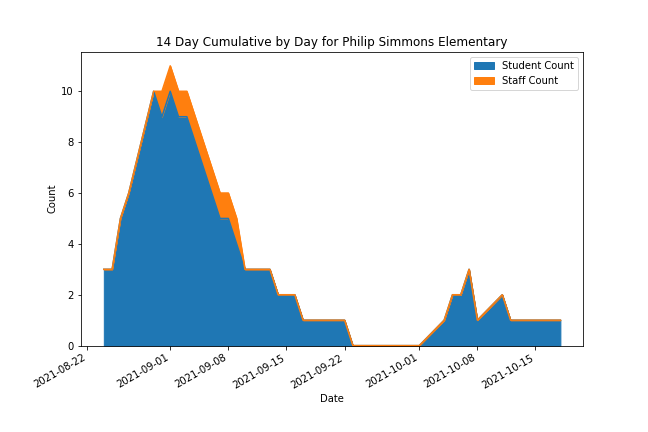 14 Day Cumulative by Day for Philip Simmons Elementary
Student Count
Staff Count
Count
10
8
6
4
2
0
2021-08-22
2021-09-01
2021-09-08
2021-09-15
2021-09-22
2021-10-01
2021-10-08
2021-10-15
Date